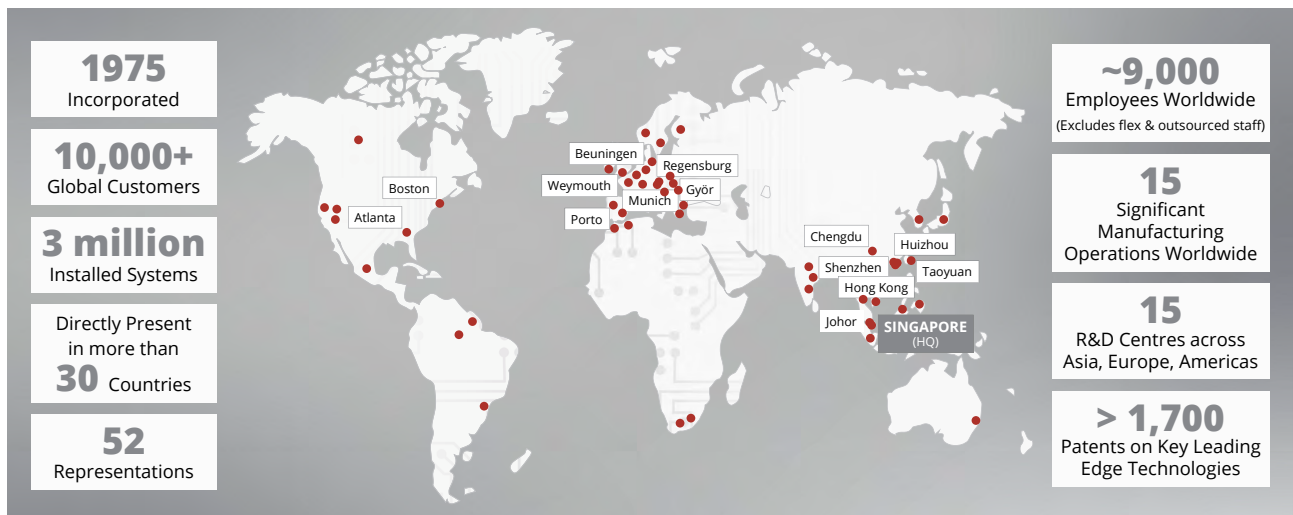 1975
Incorporated
10,000+
Global Customers
3 million
Installed Systems
Directly Present
in more than
30 Countries
52
Representations
Boston
Atlanta
Beuningen
Regensburg
Weymouth
Györ
Munich
Porto
Chengdu
Huizhou
Shenzhen
Taoyuan
Hong Kong
Johor
SINGAPORE
(HQ)
~9,000
Employees Worldwide
(Excludes flex & outsourced staff)
15
Significant
Manufacturing
Operations Worldwide
15
R&D Centres across
Asia, Europe, Americas
> 1,700
Patents on Key Leading
Edge Technologies